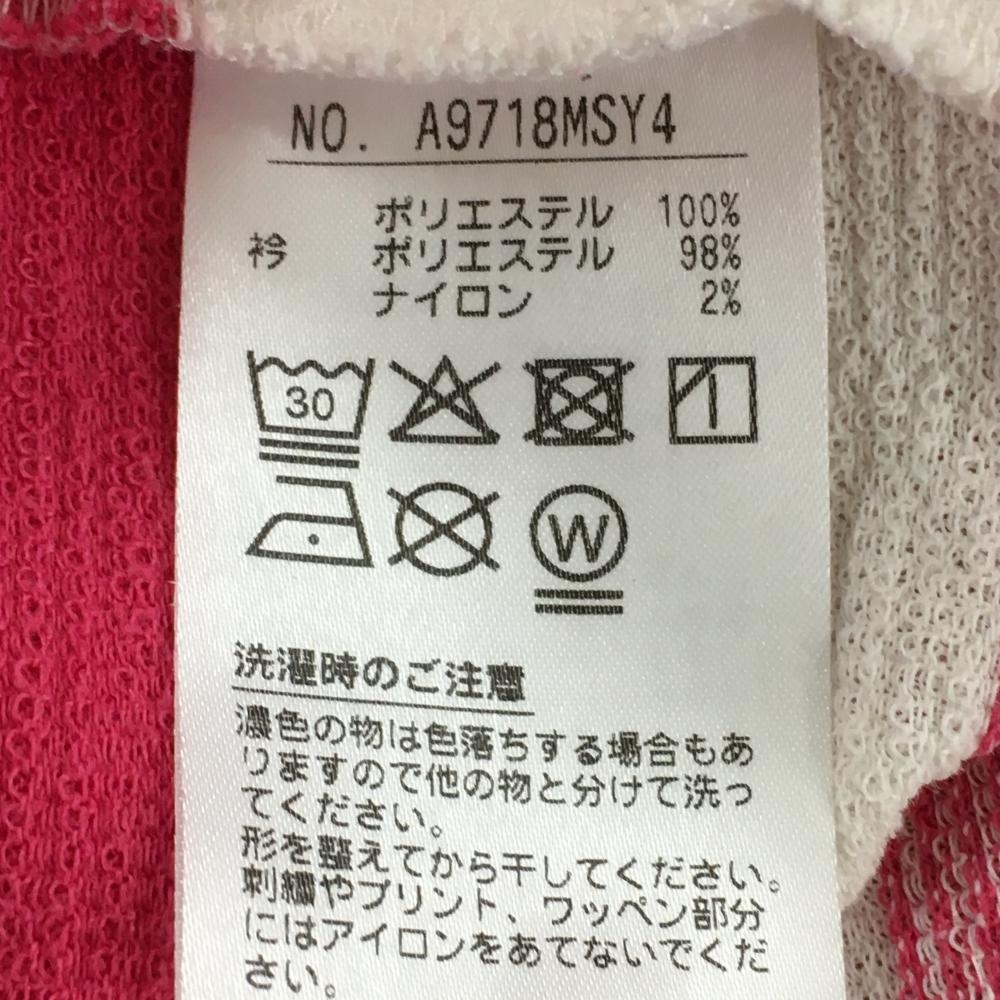 NO. A9718MSY4
ポリエステル 100%
衿 ポリエステル 98%
ナイロン 2%
30
W
洗濯時のご注意
濃色の物は色落ちする場合もあ
りますので他の物と分けて洗っ
てください。
形を整えてから干してください。
刺繍やプリント、ワッペン部分
にはアイロンをあてないでくだ
さい。